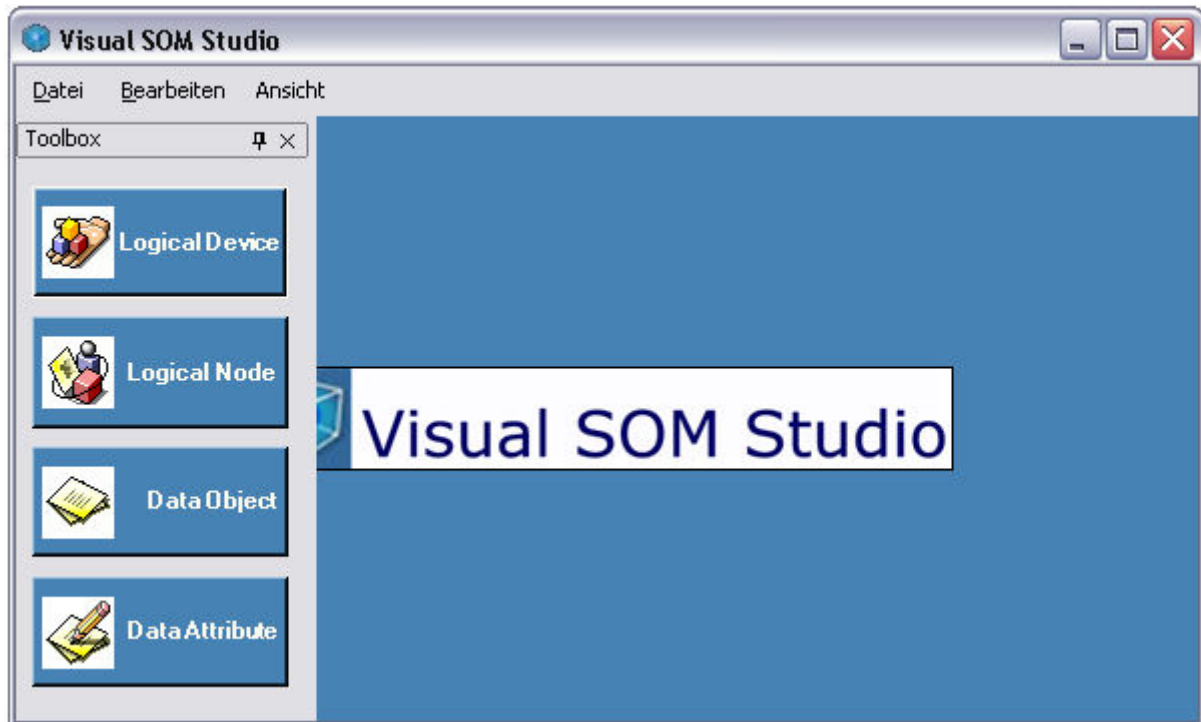 Visual SOM Studio
Datei Bearbeiten Ansicht
Toolbox
Logical Device
Logical Node
Data Object
Data Attribute
Visual SOM Studio